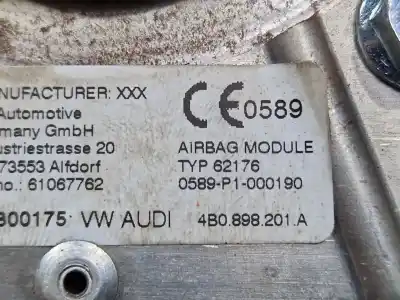 NUFACTURER: XXX
Automotive
many GmbH
ustriestrasse 20
73553 Alfdorf
no.: 61067762
CE 0589
AIRBAG MODULE
TYP 62176
0589-P1-000190
300175 VW AUDI 4B0.898.201.A